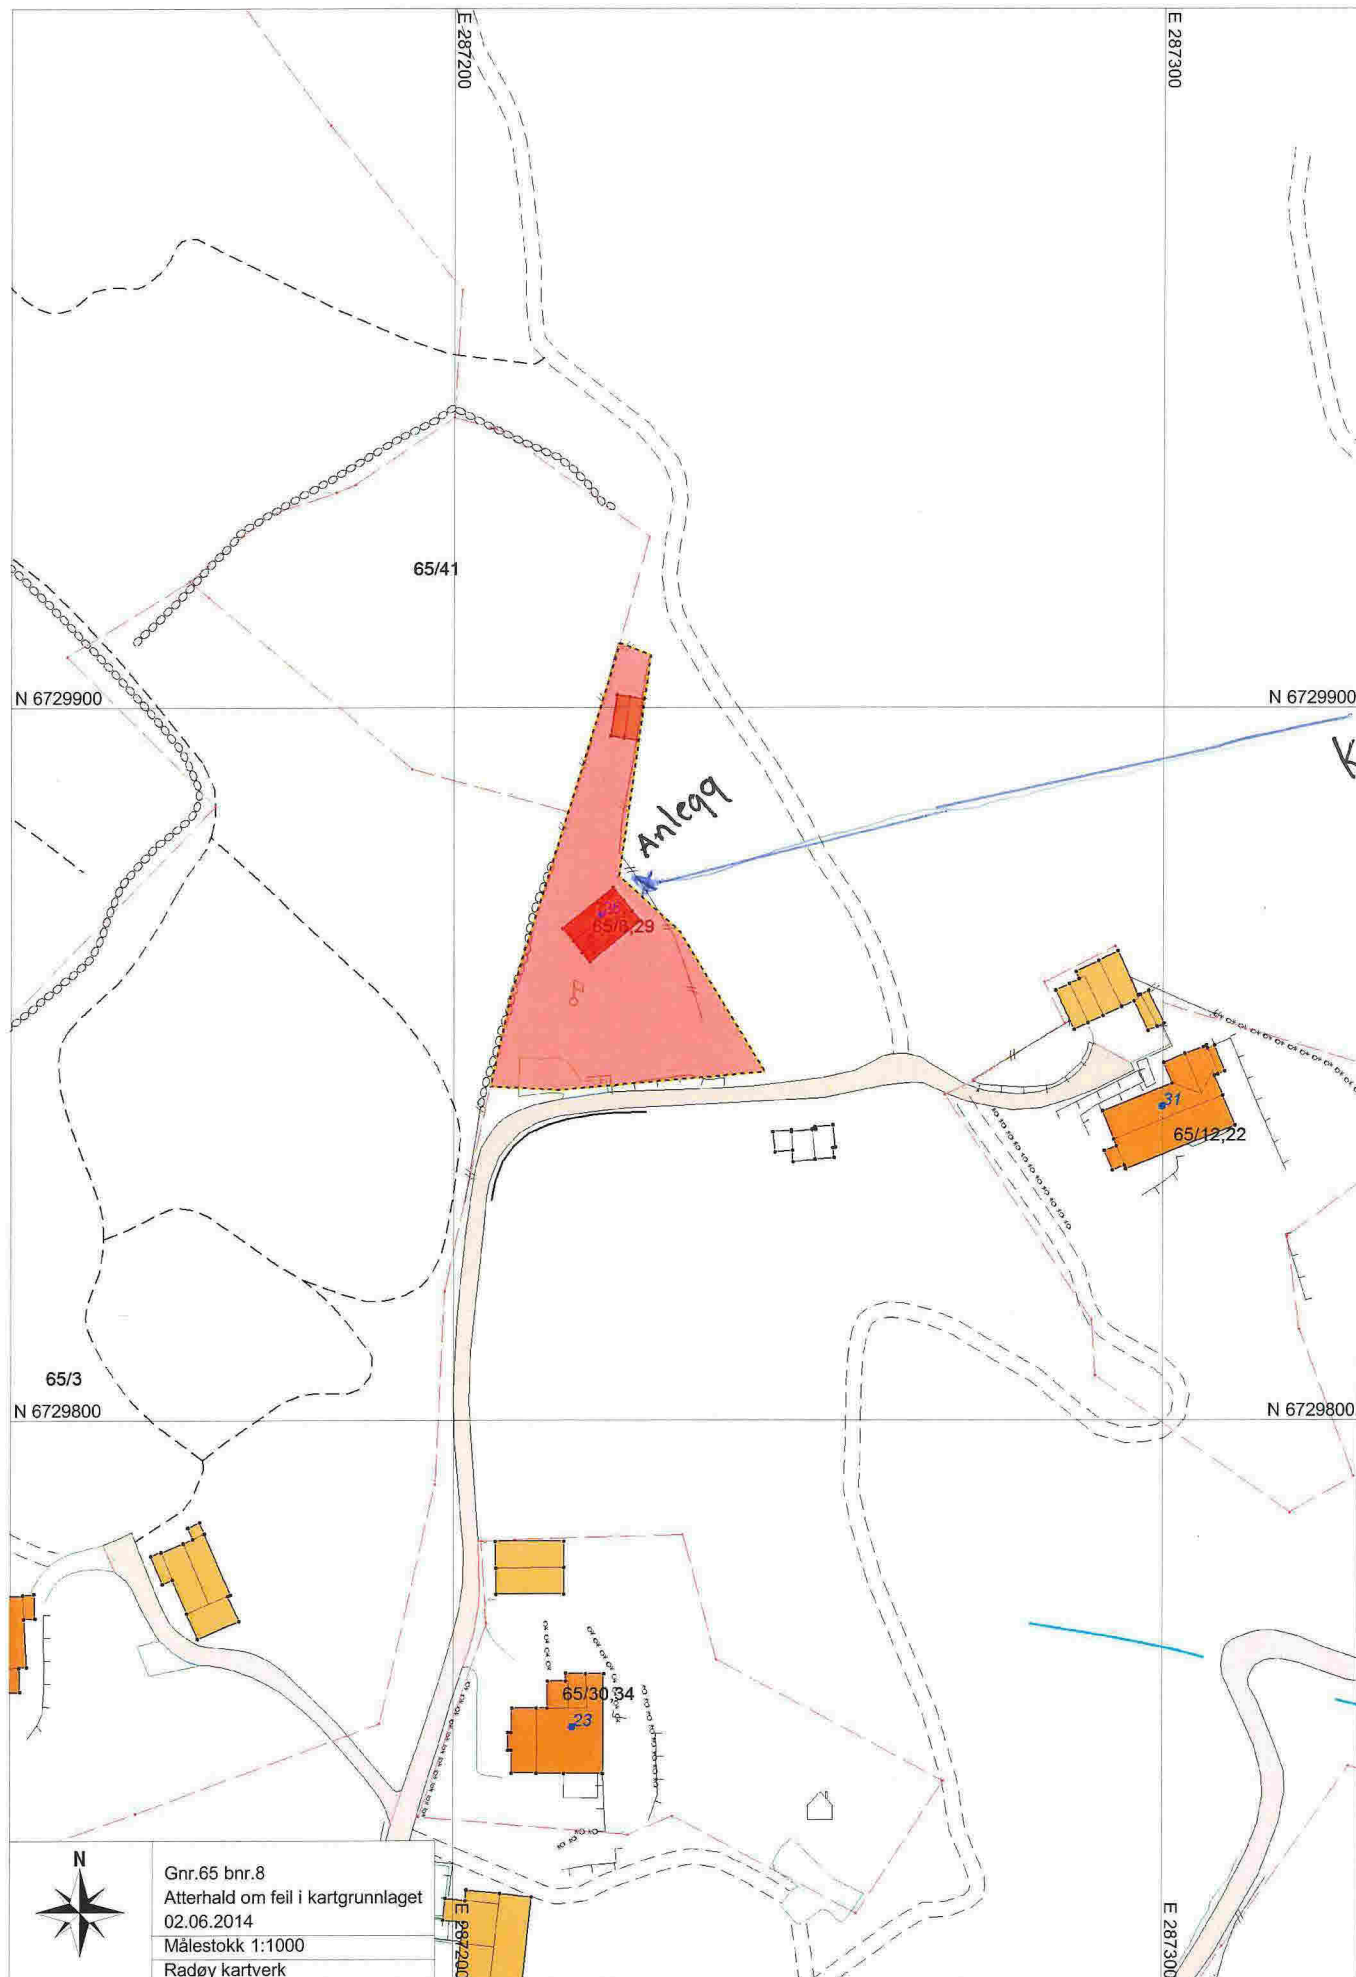 E 287200
E 287300
65/41
N 6729900
N 6729900
K
Anlegg
65/8,29
31
65/12,22
65/3
N 6729800
N 6729800
65/30,34
23
N
Gnr.65 bnr.8
Atterhald om feil i kartgrunnlaget
02.06.2014
Målestokk 1:1000
Radøy kartverk
E 287200
E 287300